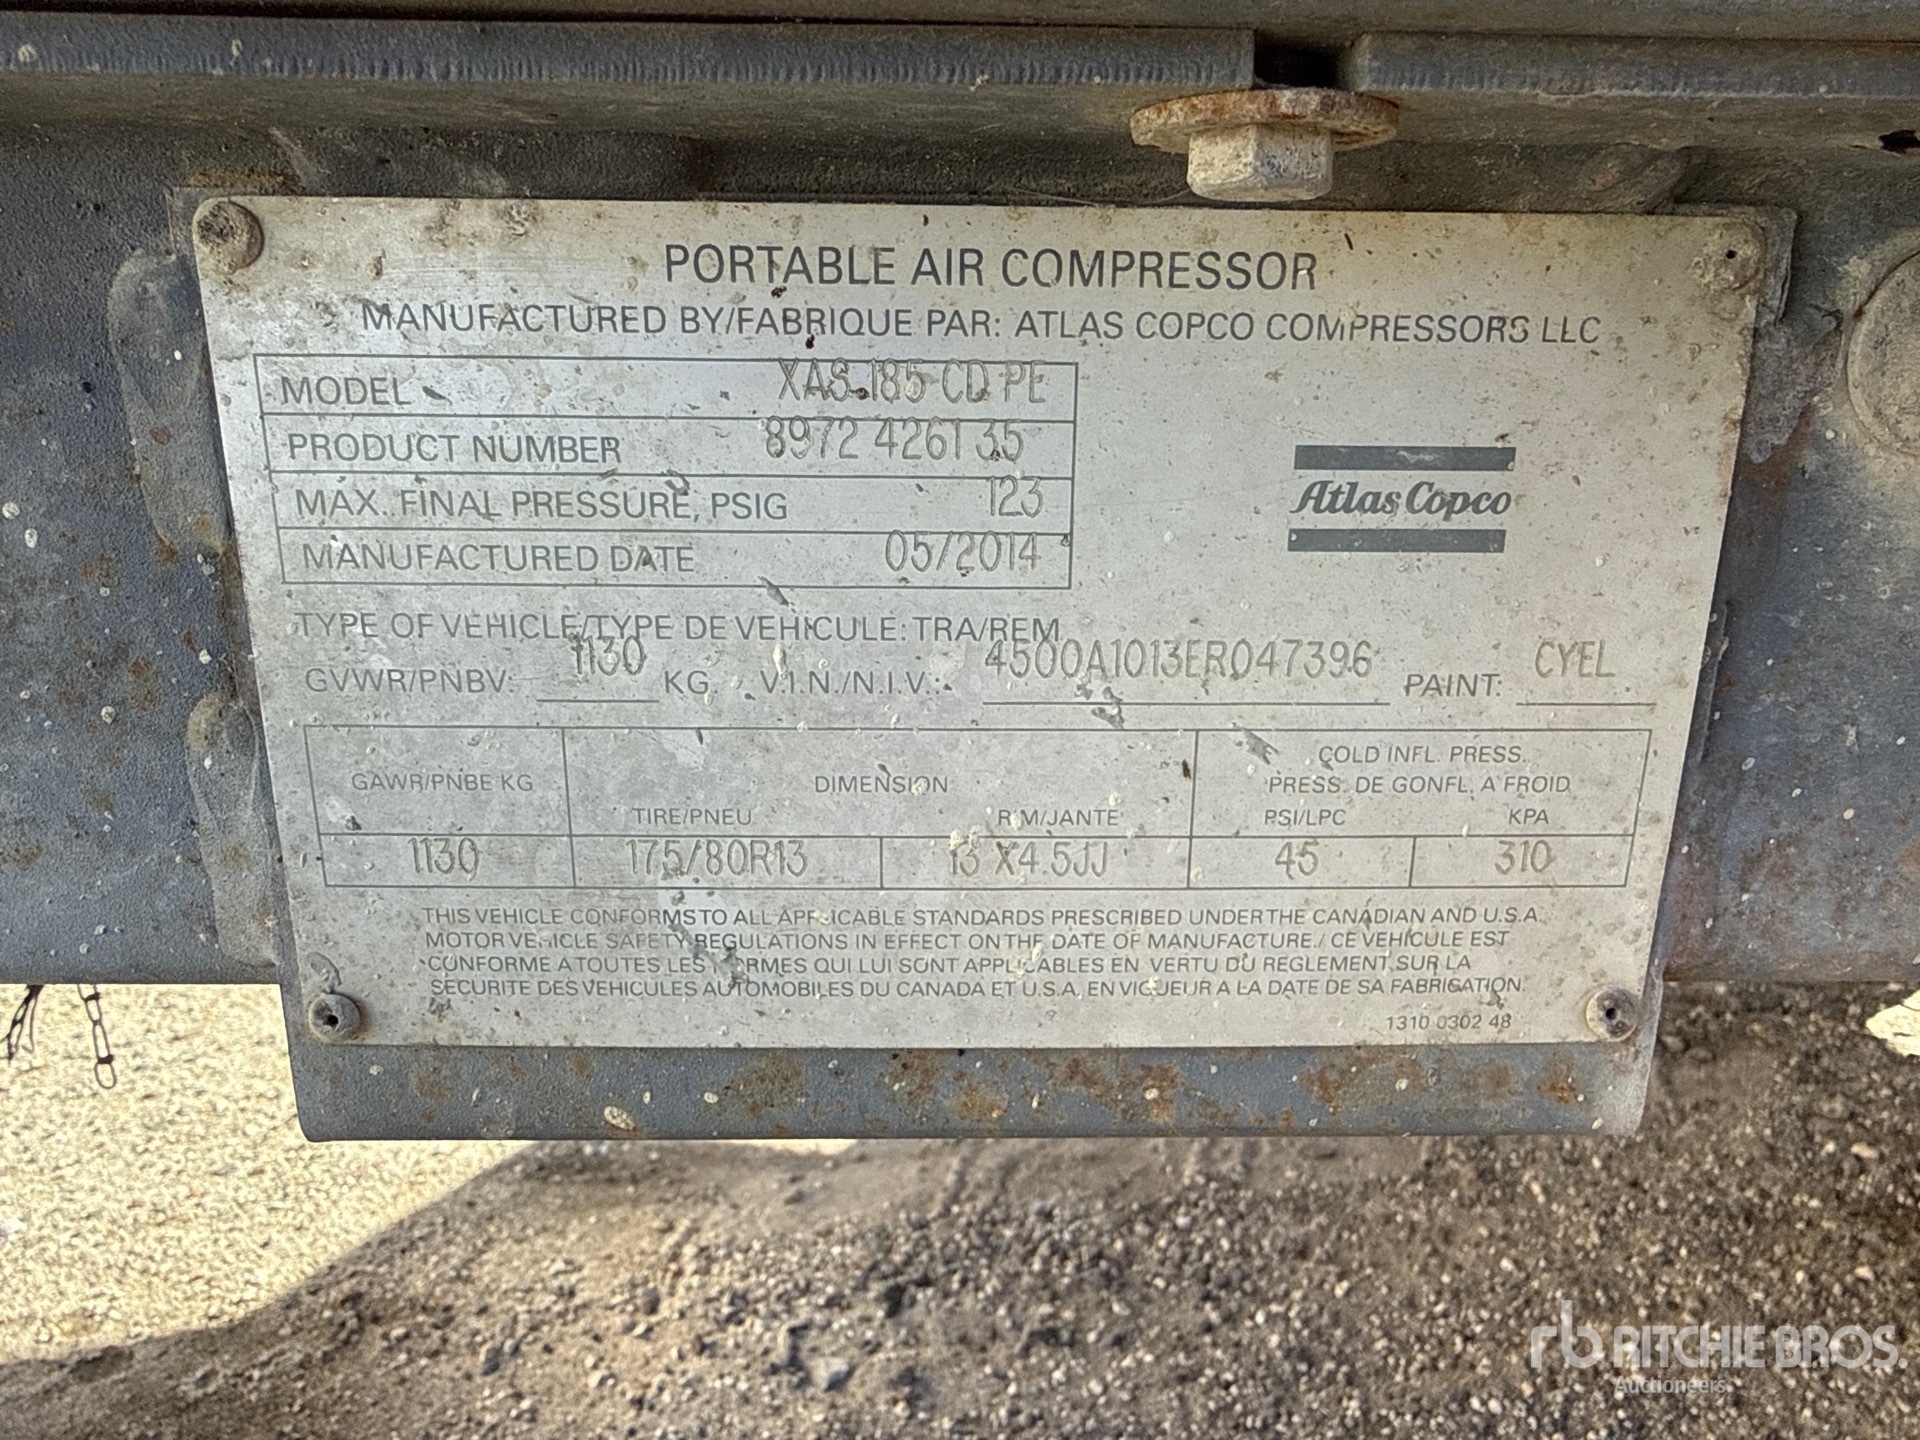 PORTABLE AIR COMPRESSOR
MANUFACTURED BY/FABRIQUE PAR: ATLAS COPCO COMPRESSORS LLC
MODEL XAS 185 CD PE
PRODUCT NUMBER 8972 4261 35
MAX. FINAL PRESSURE, PSIG 123
MANUFACTURED DATE 05/2014
Atlas Copco
TYPE OF VEHICLE/TYPE DE VEHICULE: TRA/REM
GVWR/PNBV: 1130 KG. V.I.N./N.I.V.: 4500A1013ER047396 PAINT: CYEL
GAWR/PNBE KG
DIMENSION
TIRE/PNEU RIM/JANTE
COLD INFL. PRESS.
PRESS. DE GONFL. A FROID
PSI/LPC KPA
1130 175/80R13 13 X4.5JJ 45 310
THIS VEHICLE CONFORMS TO ALL APPLICABLE STANDARDS PRESCRIBED UNDER THE CANADIAN AND U.S.A.
MOTOR VEHICLE SAFETY REGULATIONS IN EFFECT ON THE DATE OF MANUFACTURE./ CE VEHICULE EST
CONFORME A TOUTES LES NORMES QUI LUI SONT APPLICABLES EN VERTU DU REGLEMENT SUR LA
SECURITE DES VEHICULES AUTOMOBILES DU CANADA ET U.S.A. EN VIGUEUR A LA DATE DE SA FABRICATION.
1310 0302 48
rb RITCHIE BROS.
Auctioneers